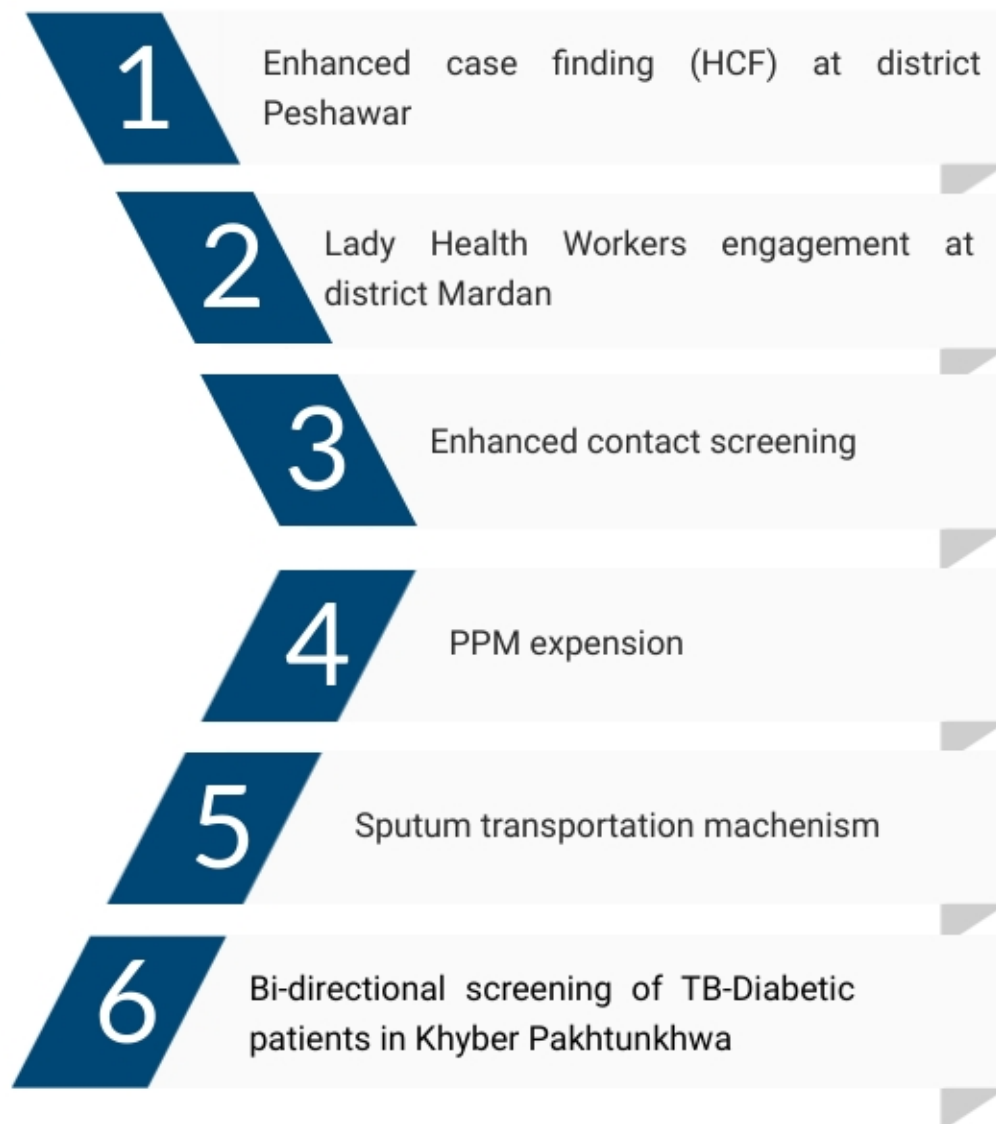 1
Enhanced case finding (HCF) at district
Peshawar
2
Lady Health Workers engagement at
district Mardan
3
Enhanced contact screening
4
PPM expension
5
Sputum transportation machenism
6
Bi-directional screening of TB-Diabetic
patients in Khyber Pakhtunkhwa